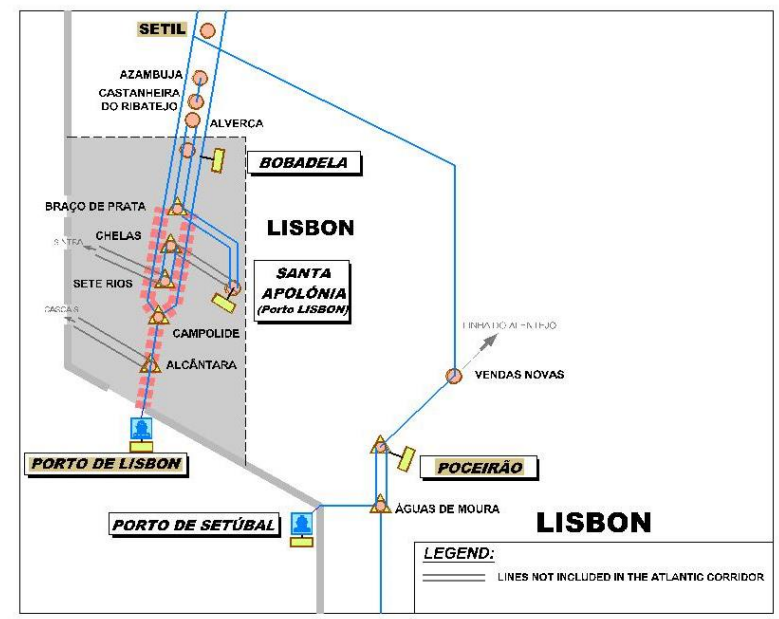 SETIL
AZAMBUJA
CASTANHEIRA
DO RIBATEJO
ALVERCA
BOBADELA
BRAÇO DE PRATA
LISBON
CHELAS
SINTRA
SETE RIOS
SANTA
APOLÓNIA
(Porto LISBON)
CASCAIS
CAMPOLIDE
LINHA DO ALENTEJO
ALCÂNTARA
VENDAS NOVAS
PORTO DE LISBON
POCEIRÃO
ÁGUAS DE MOURA
PORTO DE SETÚBAL
LISBON
LEGEND:
LINES NOT INCLUDED IN THE ATLANTIC CORRIDOR